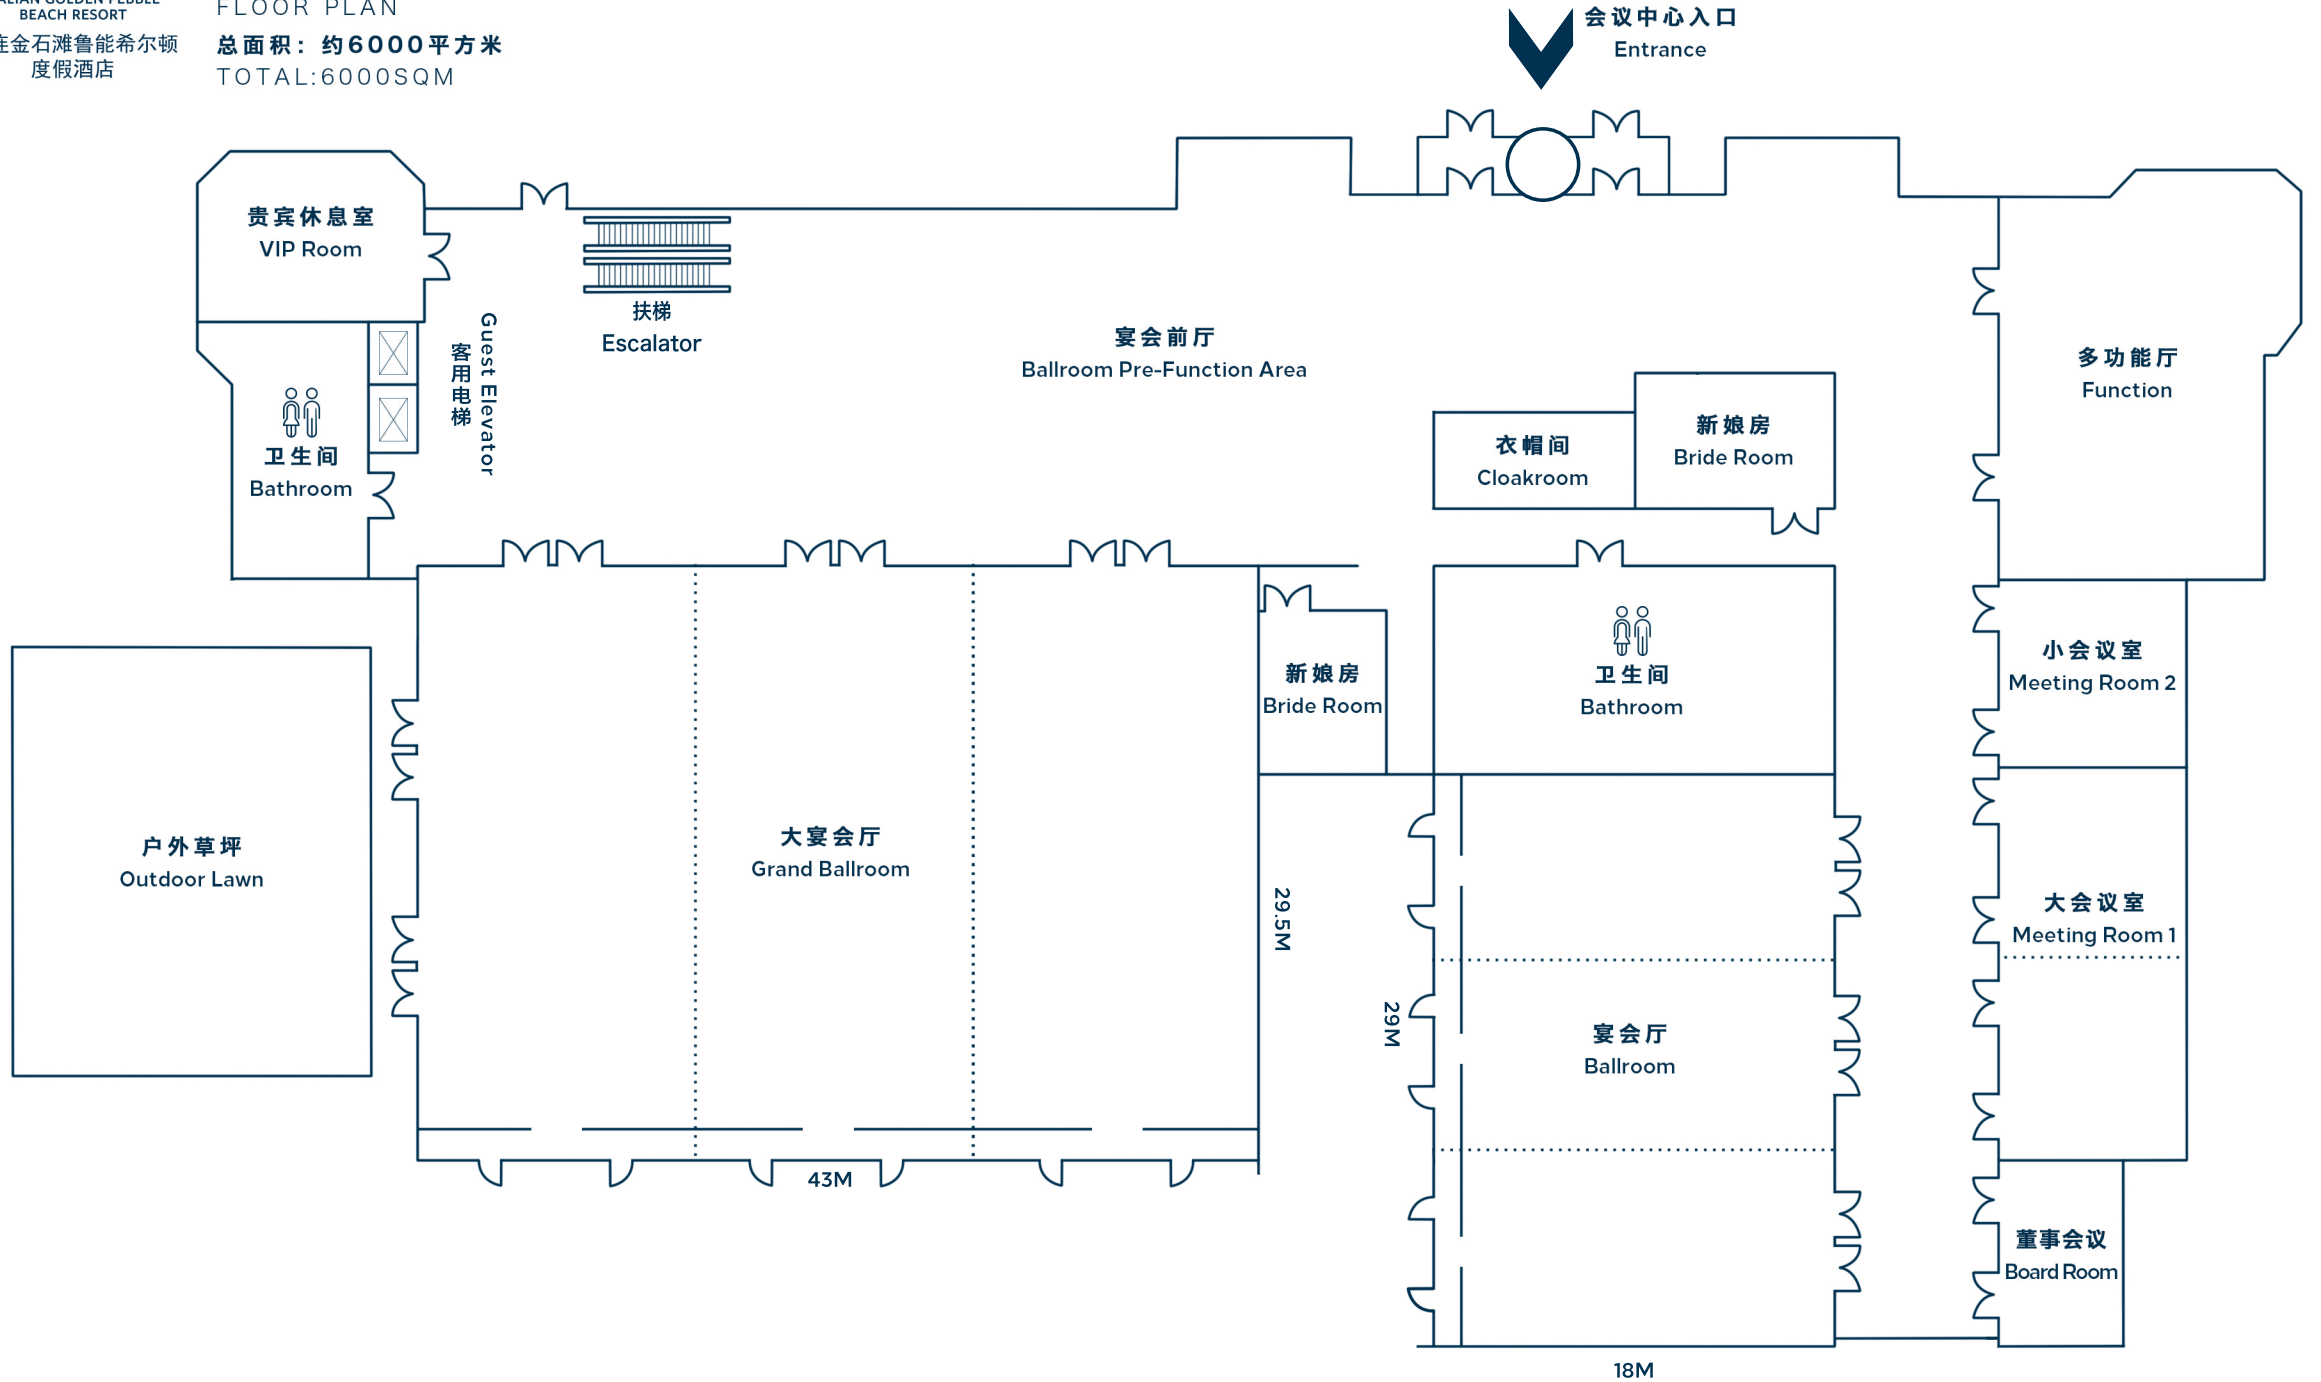 BEACH RESORT
金石滩鲁能希尔顿
度假酒店
FLOOR PLAN
总面积：约6000平方米
TOTAL:6000SQM
会议中心入口
Entrance
贵宾休息室
VIP Room
扶梯
Escalator
客用电梯
Guest Elevator
卫生间
Bathroom
宴会前厅
Ballroom Pre-Function Area
衣帽间
Cloakroom
新娘房
Bride Room
多功能厅
Function
新娘房
Bride Room
卫生间
Bathroom
小会议室
Meeting Room 2
户外草坪
Outdoor Lawn
大宴会厅
Grand Ballroom
29.5M
43M
29M
宴会厅
Ballroom
18M
大会议室
Meeting Room 1
董事会议
Board Room